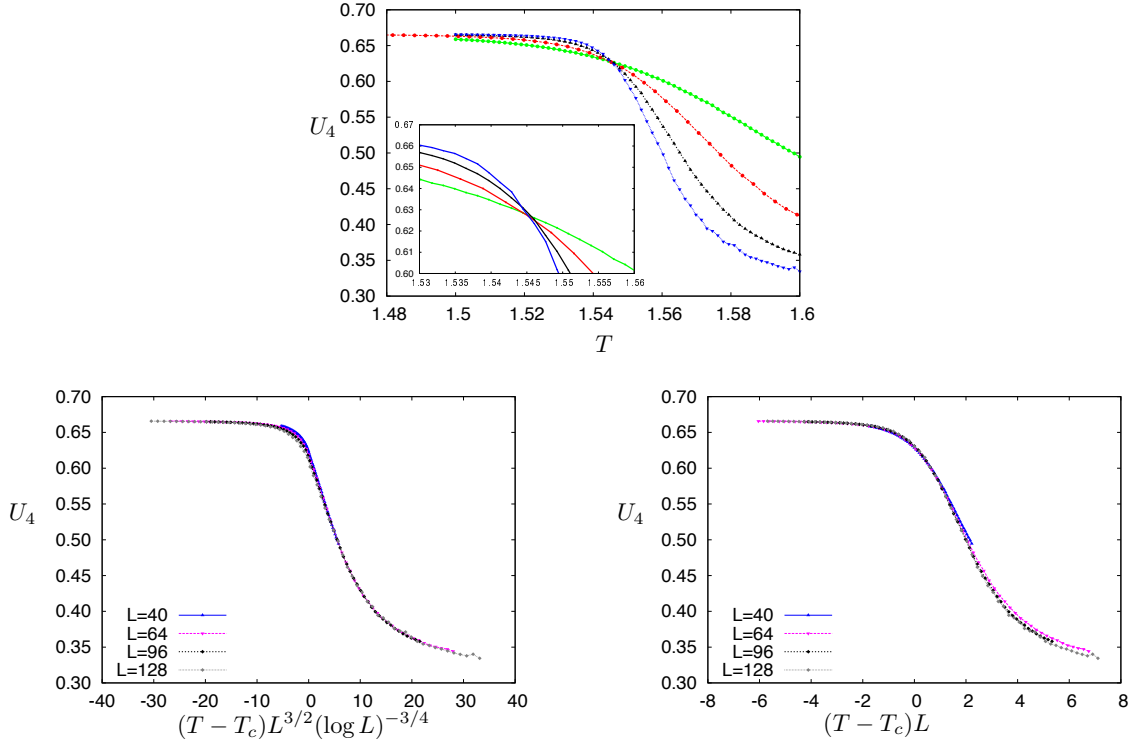 0.70
0.65
0.60
0.55
U₄
0.50
0.45
0.40
0.35
0.30
1.48 1.5 1.52 1.54 1.56 1.58 1.6
T
0.67
0.66
0.65
0.64
0.63
0.62
0.61
0.60
1.53 1.535 1.54 1.545 1.55 1.555 1.56
0.70
0.65
0.60
0.55
U₄
0.50
0.45
0.40
0.35
0.30
L=40
L=64
L=96
L=128
-40 -30 -20 -10 0 10 20 30 40
(T − T_c)L^{3/2}(log L)^{−3/4}
0.70
0.65
0.60
0.55
U₄
0.50
0.45
0.40
0.35
0.30
L=40
L=64
L=96
L=128
-8 -6 -4 -2 0 2 4 6 8
(T − T_c)L